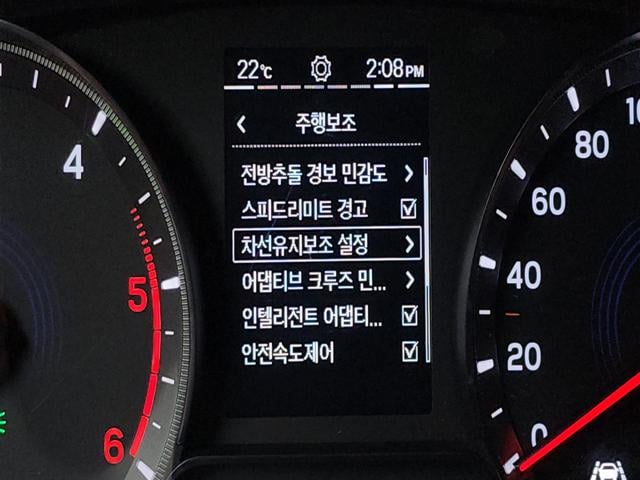 22℃ 2:08PM
주행보조
전방추돌 경보 민감도
스피드리미트 경고
차선유지보조 설정
어댑티브 크루즈 민...
인텔리전트 어댑티...
안전속도제어
4
5
6
80
60
40
20
0